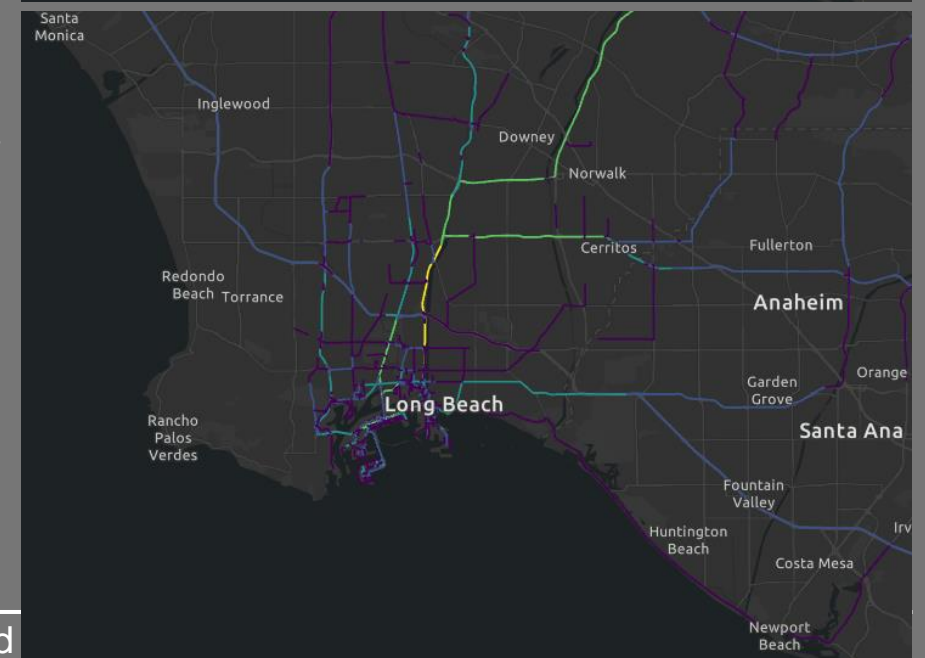 Santa
Monica
Inglewood
Downey
Norwalk
Cerritos
Fullerton
Redondo
Beach
Torrance
Anaheim
Orange
Garden
Grove
Long Beach
Rancho
Palos
Verdes
Santa Ana
Fountain
Valley
Irv
Huntington
Beach
Costa Mesa
Newport
Beach
d